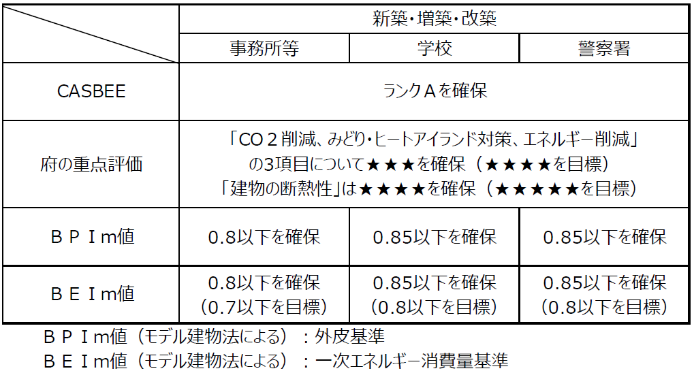 新築・増築・改築
事務所等 学校 警察署
CASBEE ランクAを確保
府の重点評価
「CO2削減、みどり・ヒートアイランド対策、エネルギー削減」
の3項目について★★★を確保(★★★★を目標)
「建物の断熱性」は★★★★を確保(★★★★★を目標)
BPIm値 0.8以下を確保 0.85以下を確保 0.85以下を確保
BEIm値 0.8以下を確保 0.85以下を確保 0.85以下を確保
(0.7以下を目標) (0.8以下を目標) (0.8以下を目標)
BPIm値(モデル建物法による):外皮基準
BEIm値(モデル建物法による):一次エネルギー消費量基準